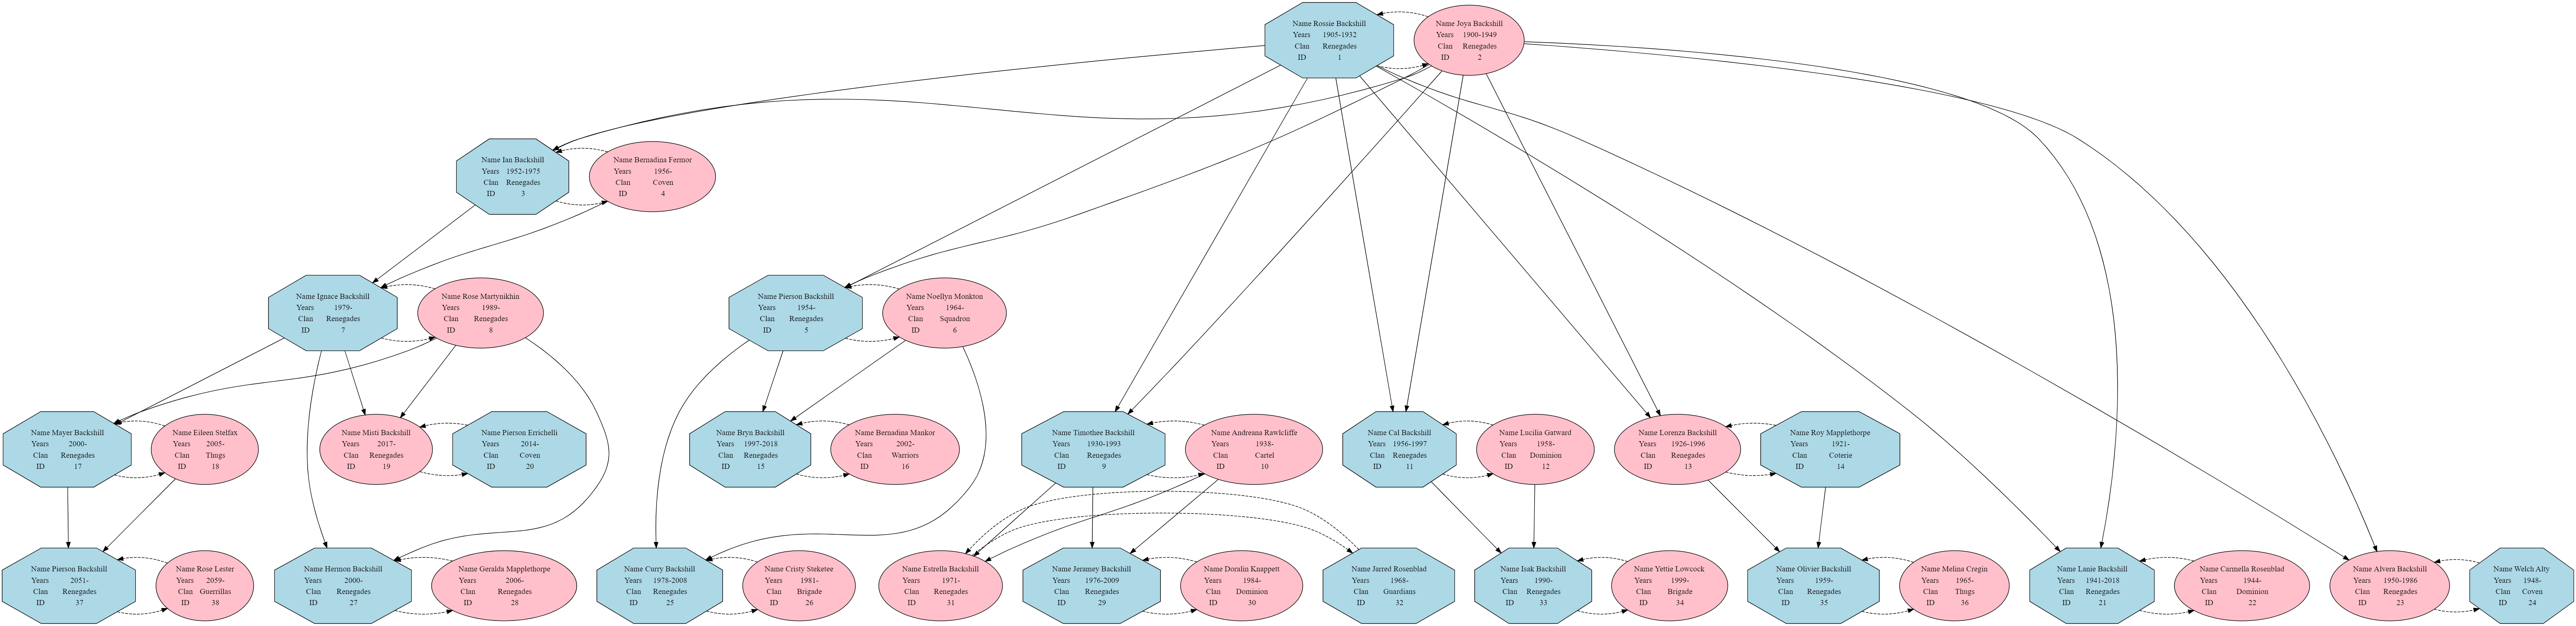 Name Rossie Backshill
Years 1905-1932
Clan Renegades
ID 1
Name Joya Backshill
Years 1900-1949
Clan Renegades
ID 2
Name Ian Backshill
Years 1952-1975
Clan Renegades
ID 3
Name Bernadina Fermor
Years 1956-
Clan Coven
ID 4
Name Ignace Backshill
Years 1979-
Clan Renegades
ID 7
Name Rose Martynikhin
Years 1989-
Clan Renegades
ID 8
Name Pierson Backshill
Years 1954-
Clan Renegades
ID 5
Name Noellyn Monkton
Years 1964-
Clan Squadron
ID 6
Name Mayer Backshill
Years 2000-
Clan Renegades
ID 17
Name Eileen Stelfax
Years 2005-
Clan Thugs
ID 18
Name Misti Backshill
Years 2017-
Clan Renegades
ID 19
Name Pierson Errichelli
Years 2014-
Clan Coven
ID 20
Name Bryn Backshill
Years 1997-2018
Clan Renegades
ID 15
Name Bernadina Mankor
Years 2002-
Clan Warriors
ID 16
Name Timothee Backshill
Years 1930-1993
Clan Renegades
ID 9
Name Andreana Rawlcliffe
Years 1938-
Clan Cartel
ID 10
Name Cal Backshill
Years 1956-1997
Clan Renegades
ID 11
Name Lucilia Gatward
Years 1958-
Clan Dominion
ID 12
Name Lorenza Backshill
Years 1926-1996
Clan Renegades
ID 13
Name Roy Mapplethorpe
Years 1921-
Clan Coterie
ID 14
Name Pierson Backshill
Years 2051-
Clan Renegades
ID 37
Name Rose Lester
Years 2059-
Clan Guerrillas
ID 38
Name Hermon Backshill
Years 2000-
Clan Renegades
ID 27
Name Geralda Mapplethorpe
Years 2006-
Clan Renegades
ID 28
Name Curry Backshill
Years 1978-2008
Clan Renegades
ID 25
Name Cristy Steketee
Years 1981-
Clan Brigade
ID 26
Name Estrella Backshill
Years 1971-
Clan Renegades
ID 31
Name Jeramey Backshill
Years 1976-2009
Clan Renegades
ID 29
Name Doralin Knappett
Years 1984-
Clan Dominion
ID 30
Name Jarred Rosenblad
Years 1968-
Clan Guardians
ID 32
Name Isak Backshill
Years 1990-
Clan Renegades
ID 33
Name Yettie Lowcock
Years 1999-
Clan Brigade
ID 34
Name Olivier Backshill
Years 1959-
Clan Renegades
ID 35
Name Melina Cregin
Years 1965-
Clan Thugs
ID 36
Name Lanie Backshill
Years 1941-2018
Clan Renegades
ID 21
Name Carmella Rosenblad
Years 1944-
Clan Dominion
ID 22
Name Alvera Backshill
Years 1950-1986
Clan Renegades
ID 23
Name Welch Alty
Years 1948-
Clan Coven
ID 24